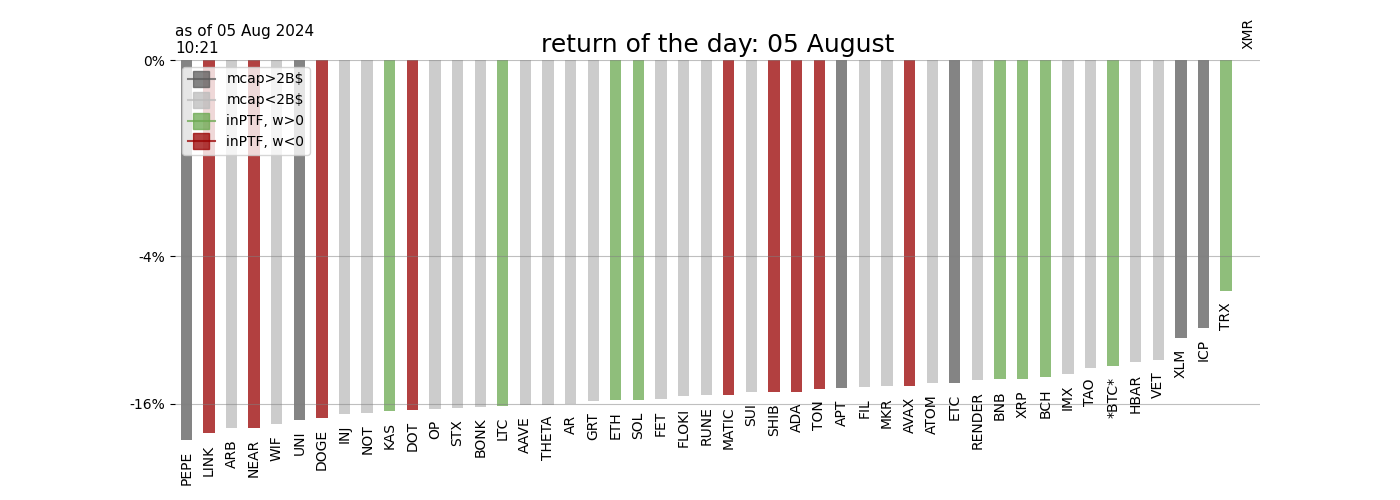 as of 05 Aug 2024
10:21
return of the day: 05 August
XMR
0%
mcap>2B$
mcap<2B$
inPTF, w>0
inPTF, w<0
-4%
-16%
PEPE
LINK
ARB
NEAR
WIF
UNI
DOGE
INJ
NOT
KAS
DOT
OP
STX
BONK
LTC
AAVE
THETA
AR
GRT
ETH
SOL
FET
FLOKI
RUNE
MATIC
SUI
SHIB
ADA
TON
APT
FIL
MKR
AVAX
ATOM
ETC
RENDER
BNB
XRP
BCH
IMX
TAO
*BTC*
HBAR
VET
XLM
ICP
TRX